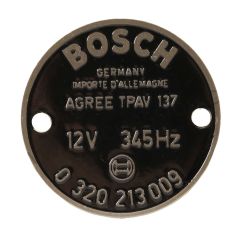 BOSCH
GERMANY
IMPORTE D'ALLEMAGNE
AGREE TPAV 137
12V 345Hz
0 320 213 009